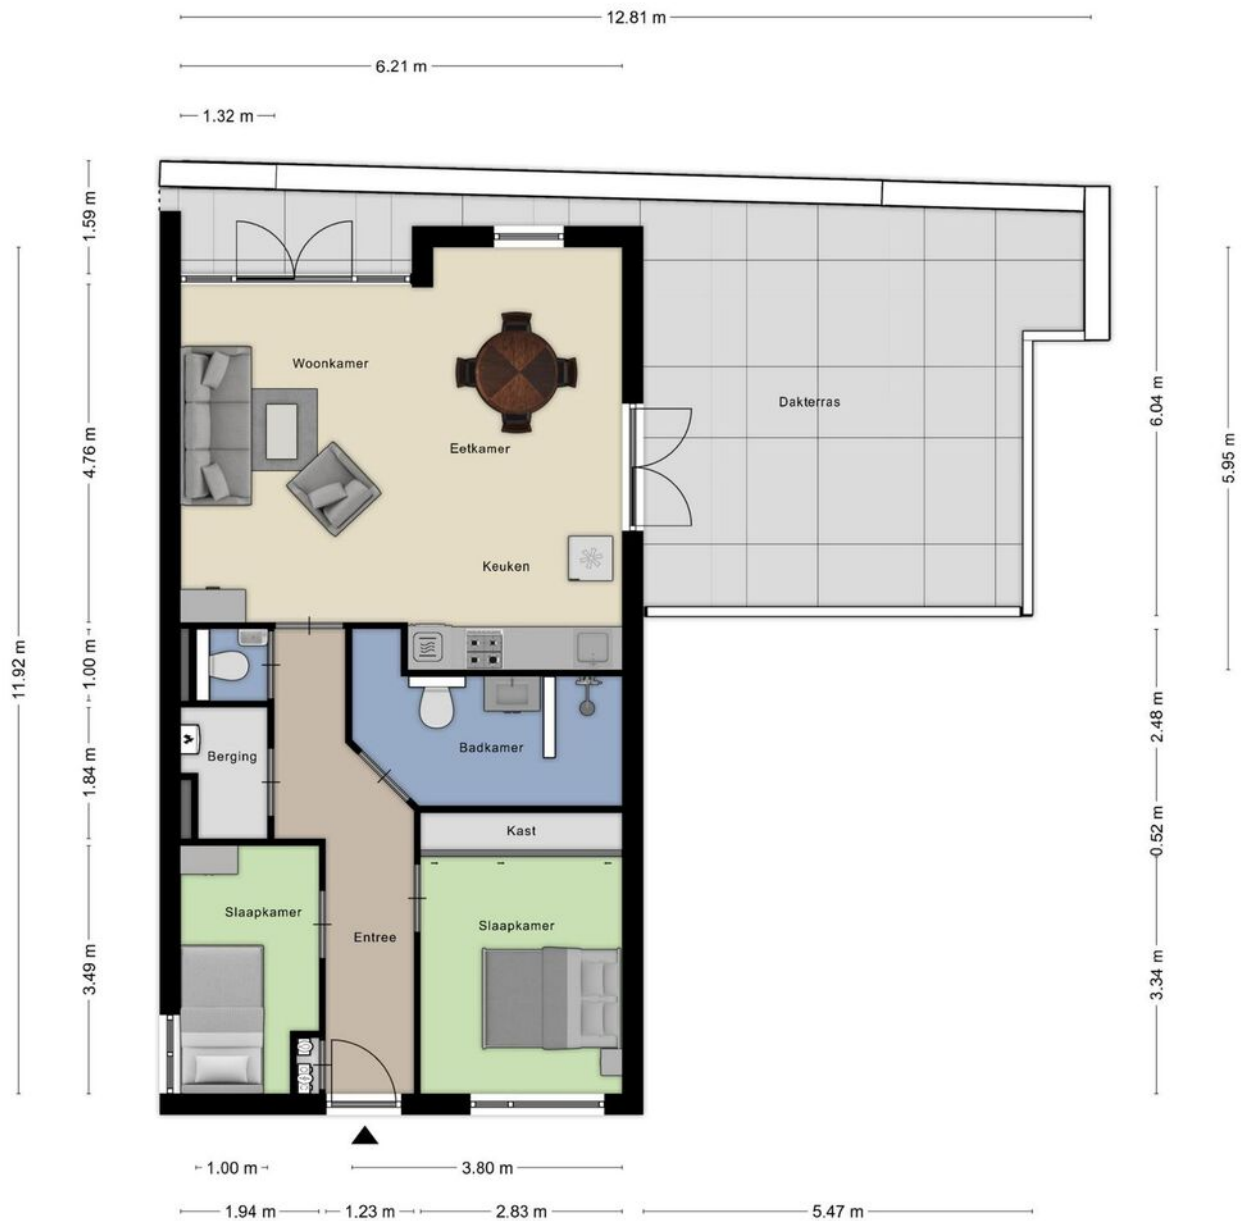 12.81 m
6.21 m
1.32 m
1.59 m
4.76 m
1.00 m
1.84 m
3.49 m
11.92 m
Woonkamer
Eetkamer
Keuken
Dakterras
Berging
Badkamer
Kast
Slaapkamer
Entree
Slaapkamer
6.04 m
5.95 m
2.48 m
0.52 m
3.34 m
1.00 m
3.80 m
1.94 m
1.23 m
2.83 m
5.47 m